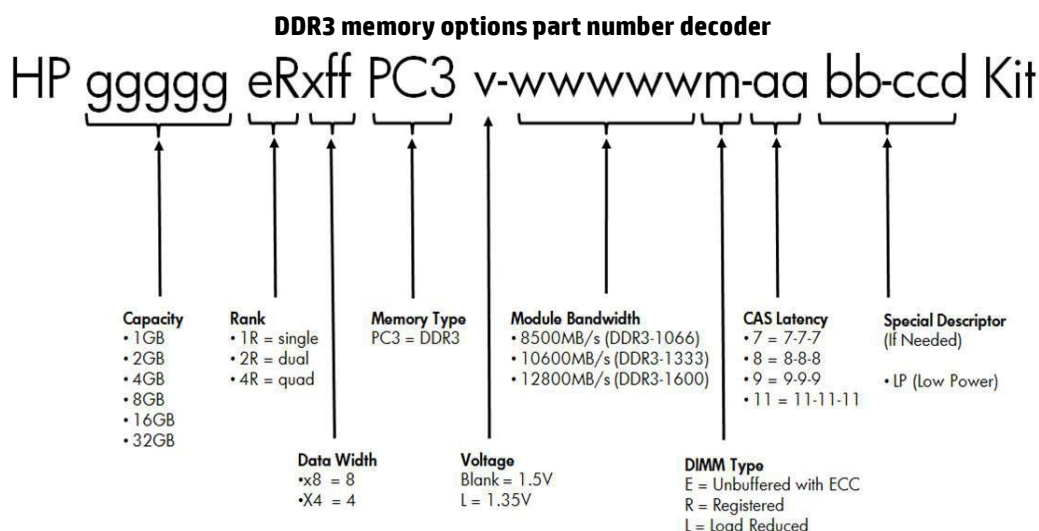 DDR3 memory options part number decoder
HP ggggg eRxff PC3 v-wwwwwm-aa bb-ccd Kit
Capacity
• 1GB
• 2GB
• 4GB
• 8GB
• 16GB
• 32GB
Rank
• 1R = single
• 2R = dual
• 4R = quad
Memory Type
PC3 = DDR3
Module Bandwidth
• 8500MB/s (DDR3-1066)
• 10600MB/s (DDR3-1333)
• 12800MB/s (DDR3-1600)
CAS Latency
• 7 = 7-7-7
• 8 = 8-8-8
• 9 = 9-9-9
• 11 = 11-11-11
Special Descriptor
(If Needed)
• LP (Low Power)
Data Width
•x8 = 8
•X4 = 4
Voltage
Blank = 1.5V
L = 1.35V
DIMM Type
E = Unbuffered with ECC
R = Registered
L = Load Reduced